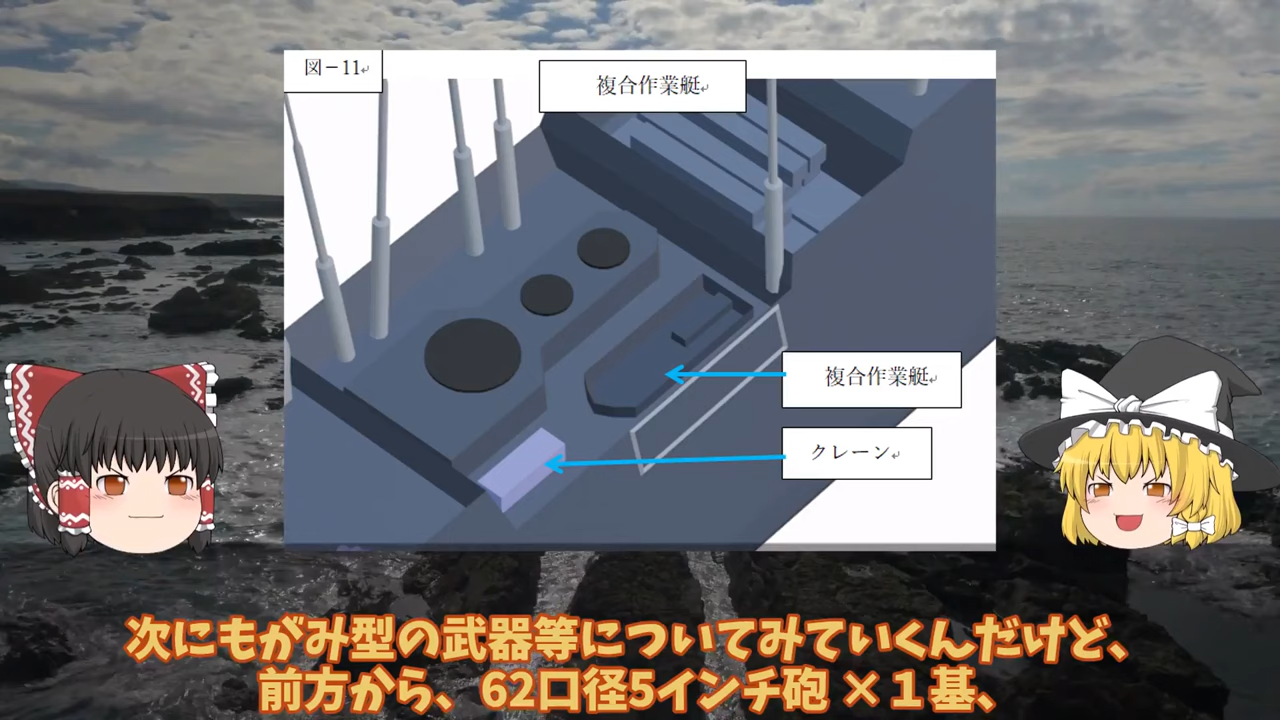 図－11
複合作業艇
複合作業艇
クレーン
次にもがみ型の武器等についてみていくんだけど、
前方から、62口径5インチ砲 ×１基、